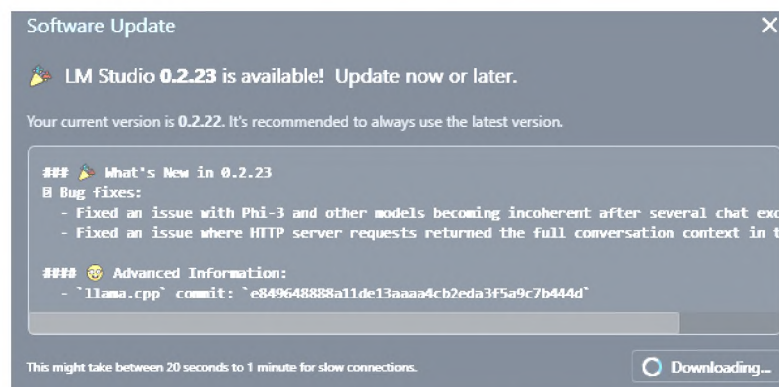 Software Update
🎉 LM Studio 0.2.23 is available! Update now or later.
Your current version is 0.2.22. It's recommended to always use the latest version.
### 🎉 What's New in 0.2.23
Bug fixes:
- Fixed an issue with Phi-3 and other models becoming incoherent after several chat exc
- Fixed an issue where HTTP server requests returned the full conversation context in t
#### 🤓 Advanced Information:
- `llama.cpp` commit: `e849648888a11de13aaaa4cb2eda3f5a9c7b444d`
This might take between 20 seconds to 1 minute for slow connections.
Downloading...